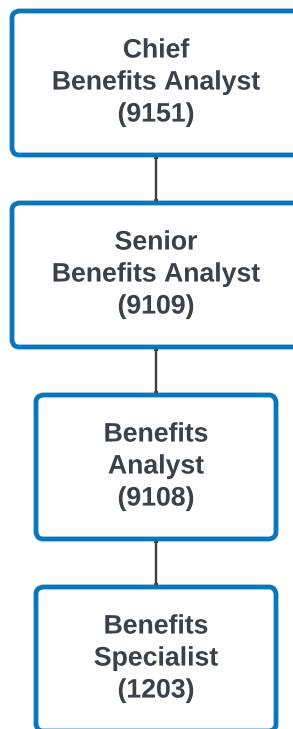 Chief
Benefits Analyst
(9151)
Senior
Benefits Analyst
(9109)
Benefits
Analyst
(9108)
Benefits
Specialist
(1203)